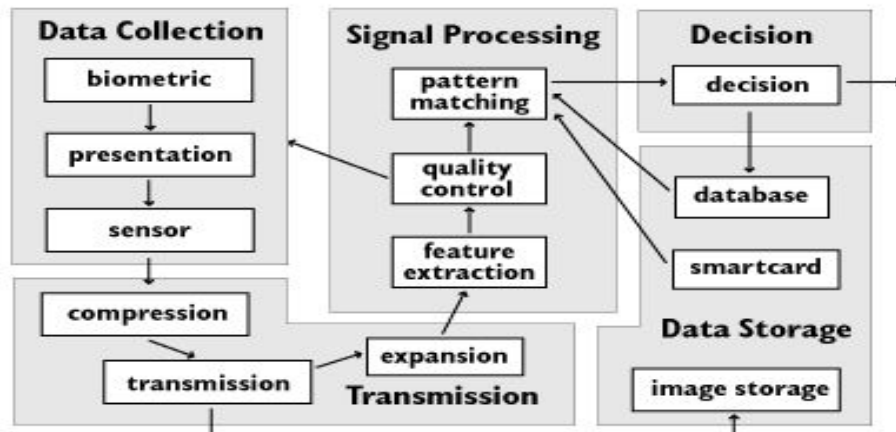 Data Collection
biometric
presentation
sensor
Signal Processing
pattern
matching
quality
control
feature
extraction
Decision
decision
database
smartcard
Data Storage
image storage
compression
transmission
expansion
Transmission